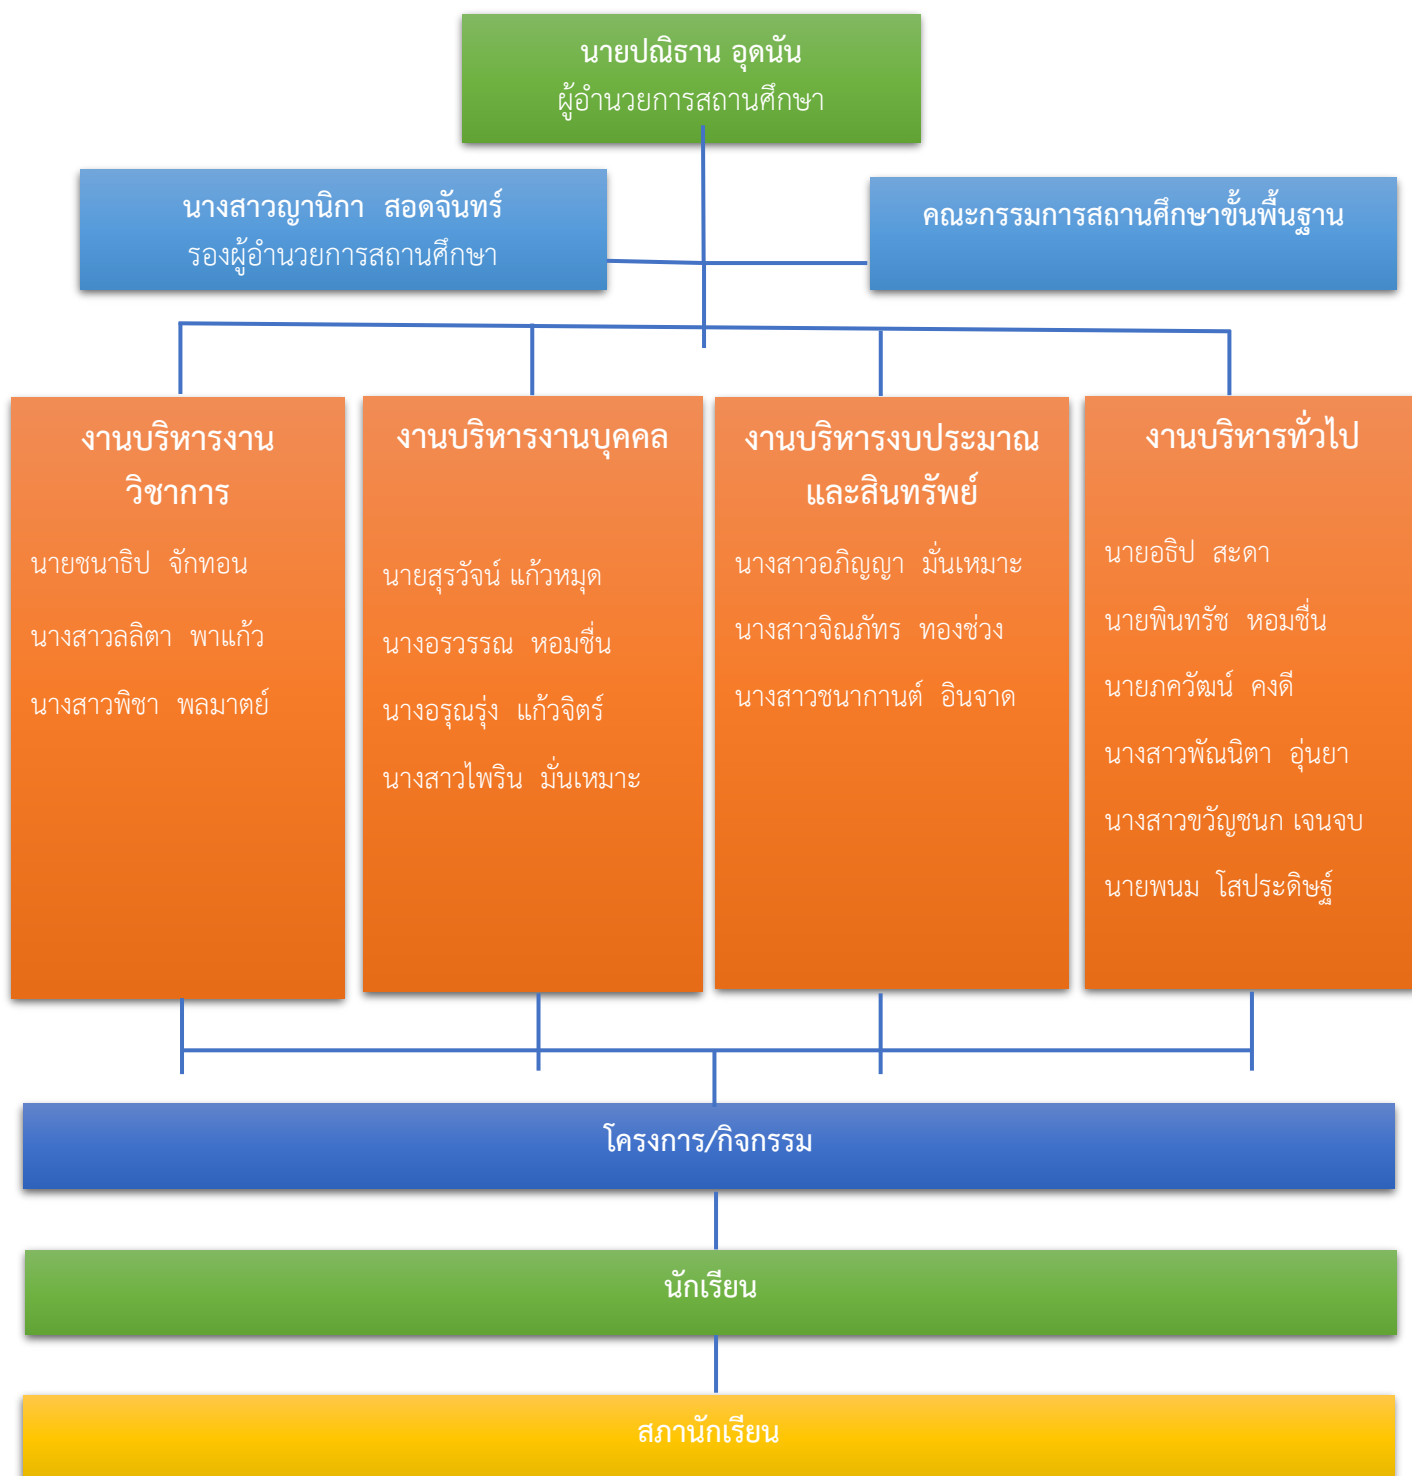 นายปณิธาน อุดนัน
ผู้อำนวยการสถานศึกษา
นางสาวญานิกา สอดจันทร์
รองผู้อำนวยการสถานศึกษา
คณะกรรมการสถานศึกษาขั้นพื้นฐาน
งานบริหารงาน
วิชาการ
นายชนาธิป จักทอน
นางสาวลลิตา พาแก้ว
นางสาวพิชา พลมาตย์
งานบริหารงานบุคคล
นายสุรวัจน์ แก้วหมุด
นางอรวรรณ หอมชื่น
นางอรุณรุ่ง แก้วจิตร์
นางสาวไพริน มั่นเหมาะ
งานบริหารงบประมาณ
และสินทรัพย์
นางสาวอภิญญา มั่นเหมาะ
นางสาวจิณภัทร ทองช่วง
นางสาวชนากานต์ อินจาด
งานบริหารทั่วไป
นายอธิป สะดา
นายพินทรัช หอมชื่น
นายภควัฒน์ คงดี
นางสาวพัณนิตา อุ่นยา
นางสาวขวัญชนก เจนจบ
นายพนม โสประดิษฐ์
โครงการ/กิจกรรม
นักเรียน
สภานักเรียน